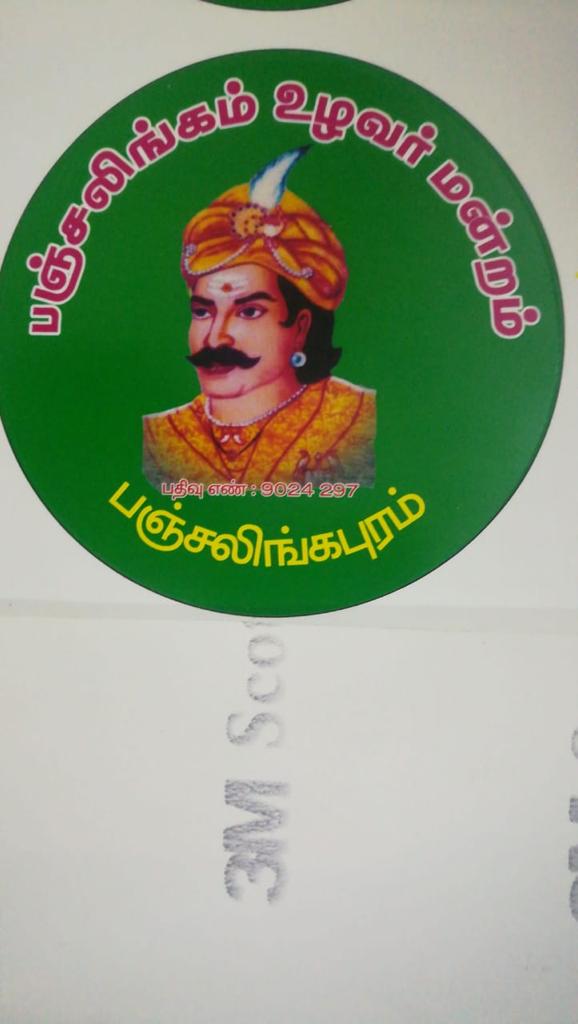 பஞ்சலிங்கம் உழவர் மன்றம்
பதிவு எண் : 9024 297
பஞ்சலிங்கபுரம்
3M Sco